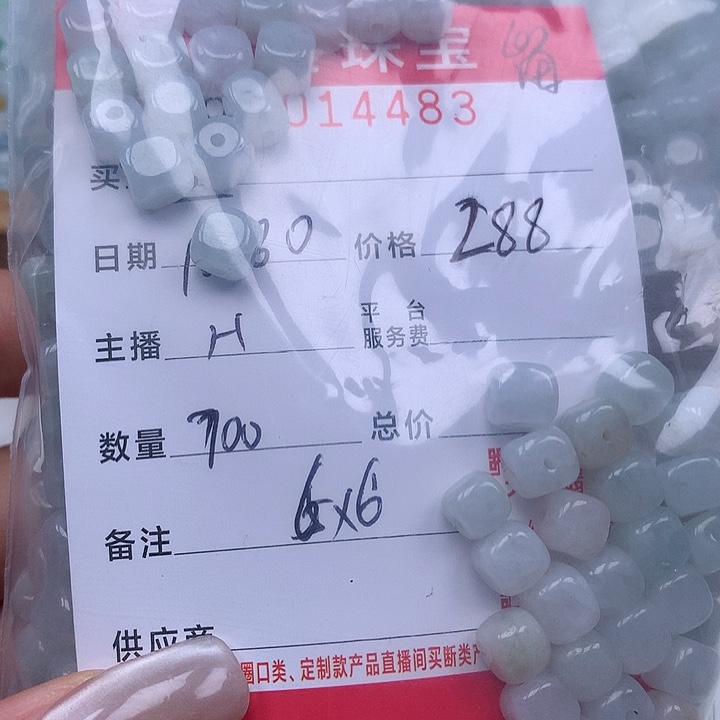 珠宝
014483
买
日期 30 价格 288
主播 H 平台服务费
数量 700 总价
备注 6x6
供应商
圈口类、定制款产品直播间买断类产